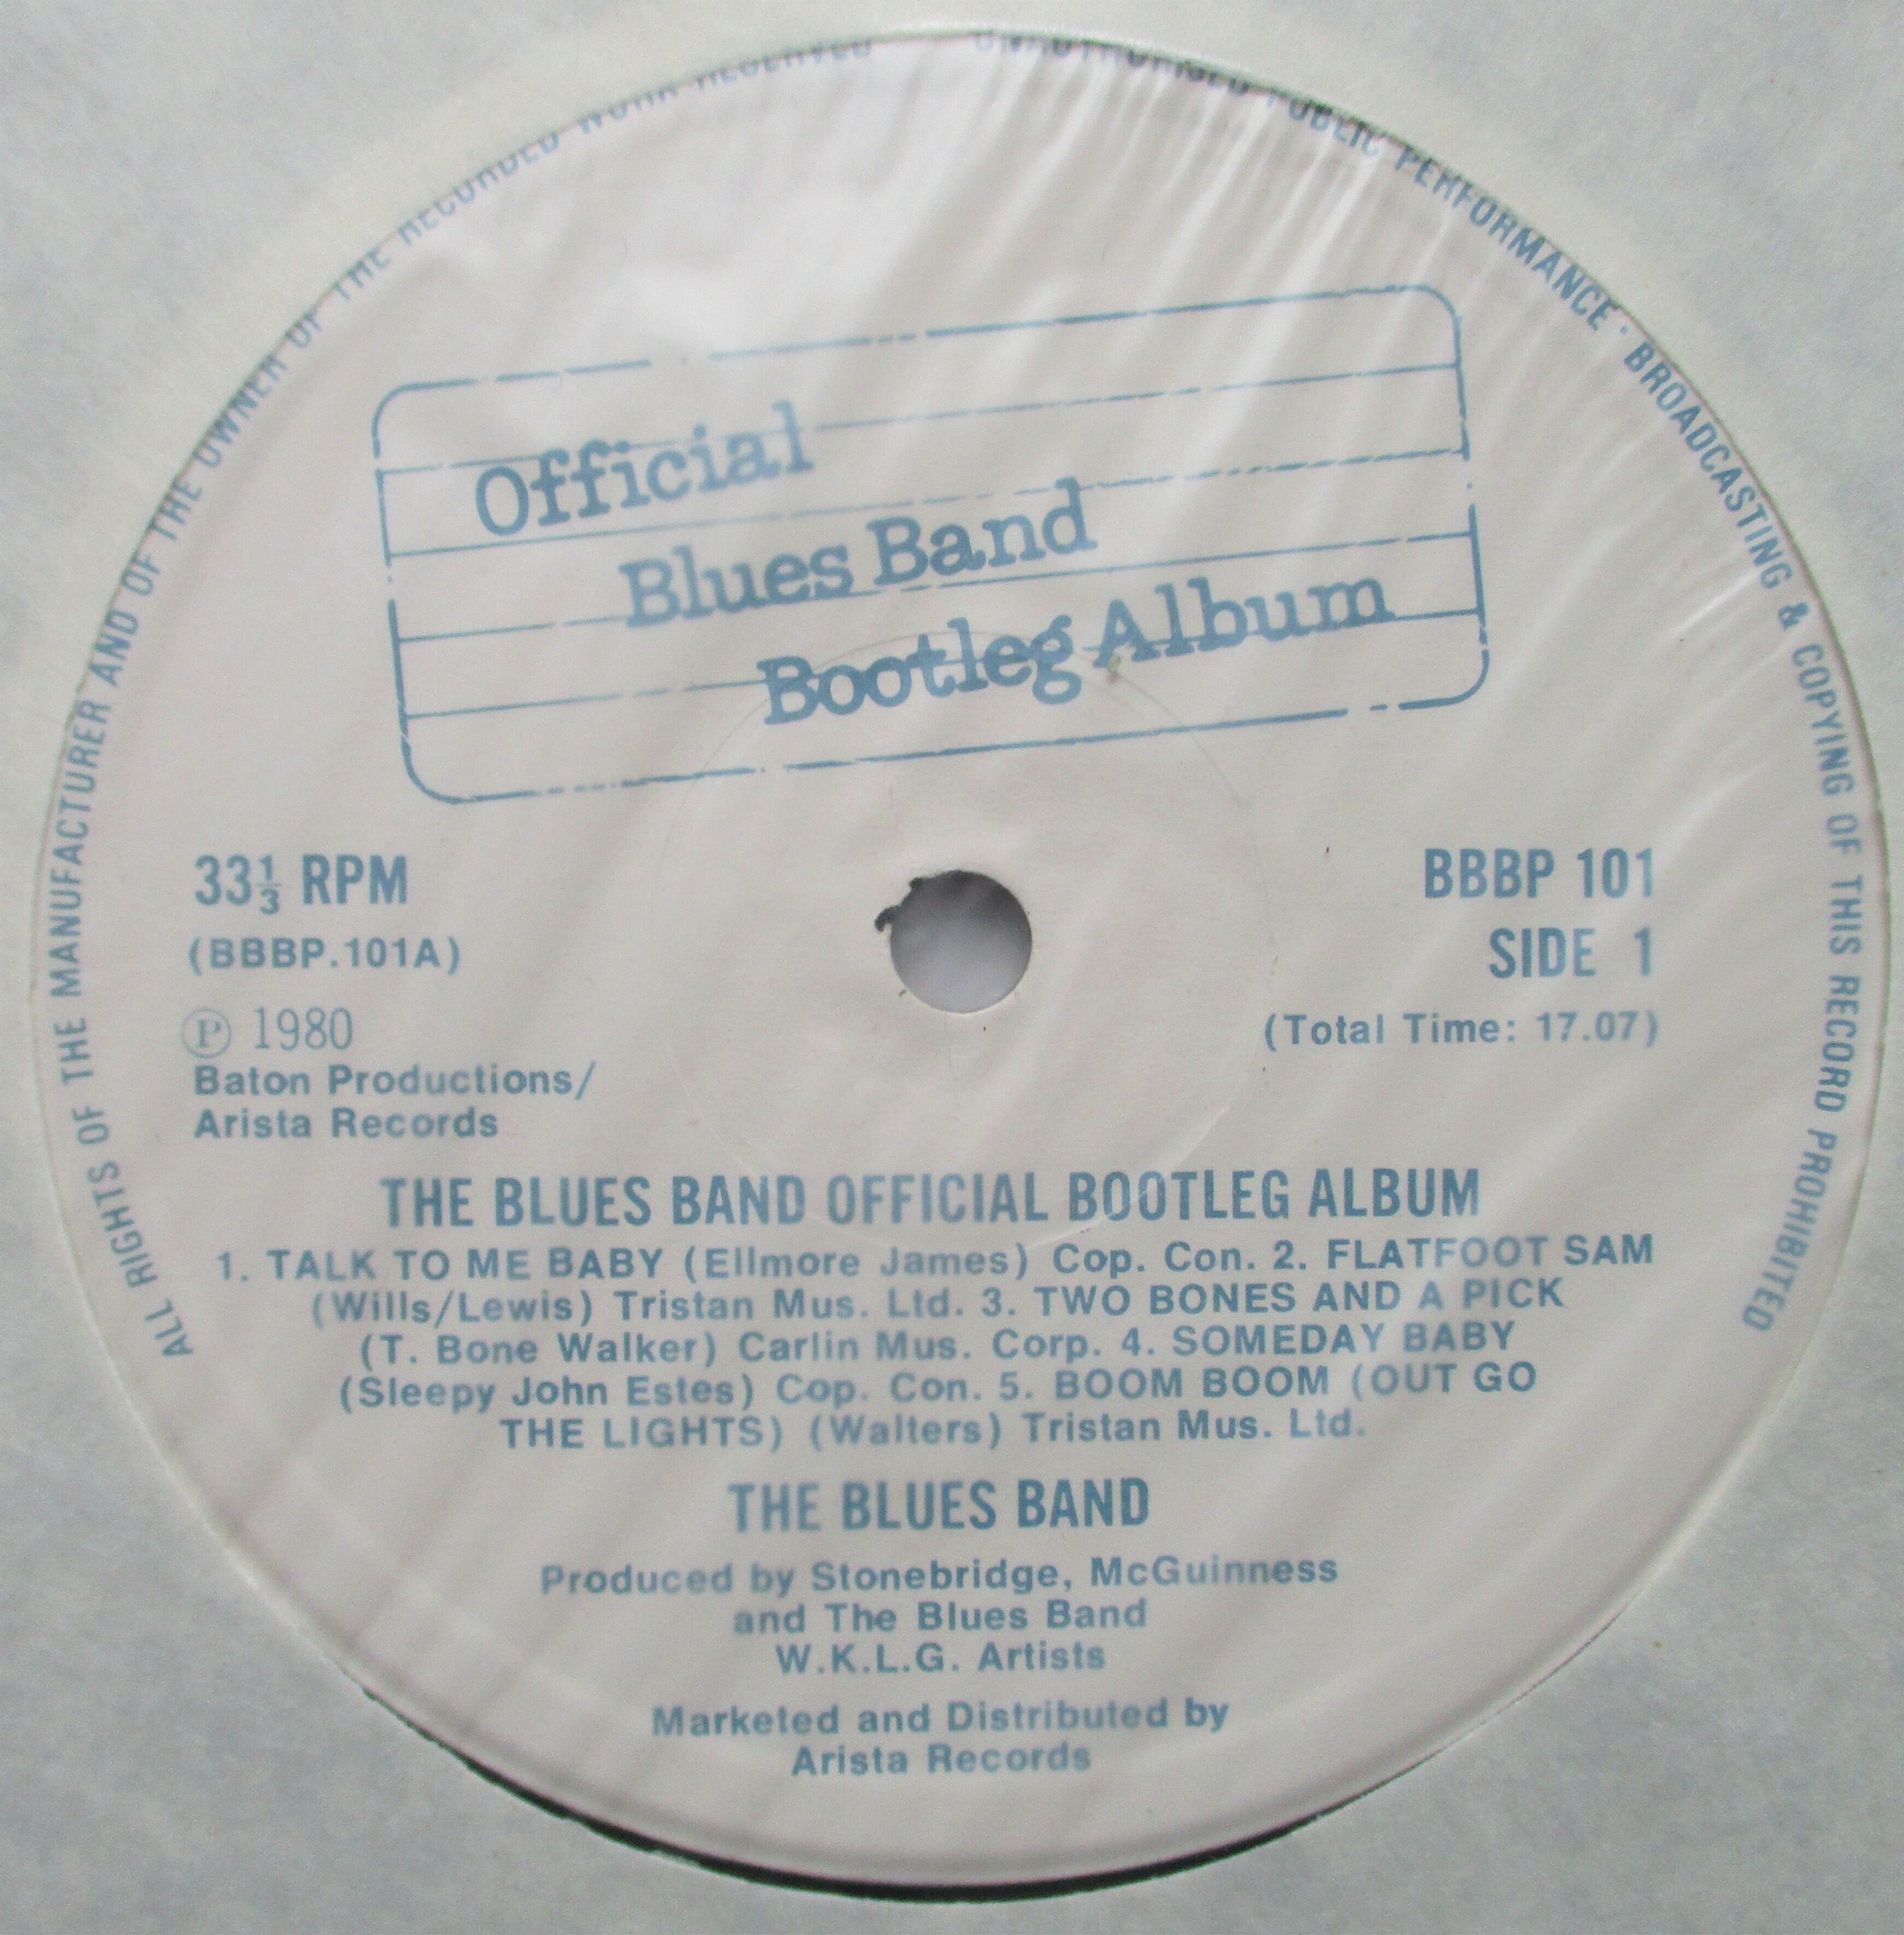 ALL RIGHTS OF THE MANUFACTURER AND OF THE OWNER OF THE RECORDED WORK RESERVED
UNAUTHORISED PUBLIC PERFORMANCE · BROADCASTING & COPYING OF THIS RECORD PROHIBITED
Official
Blues Band
Bootleg Album
33⅓ RPM
(BBBP.101A)
℗ 1980
Baton Productions/
Arista Records
BBBP 101
SIDE 1
(Total Time: 17.07)
THE BLUES BAND OFFICIAL BOOTLEG ALBUM
1. TALK TO ME BABY (Ellmore James) Cop. Con. 2. FLATFOOT SAM
(Wills/Lewis) Tristan Mus. Ltd. 3. TWO BONES AND A PICK
(T. Bone Walker) Carlin Mus. Corp. 4. SOMEDAY BABY
(Sleepy John Estes) Cop. Con. 5. BOOM BOOM (OUT GO
THE LIGHTS) (Walters) Tristan Mus. Ltd.
THE BLUES BAND
Produced by Stonebridge, McGuinness
and The Blues Band
W.K.L.G. Artists
Marketed and Distributed by
Arista Records